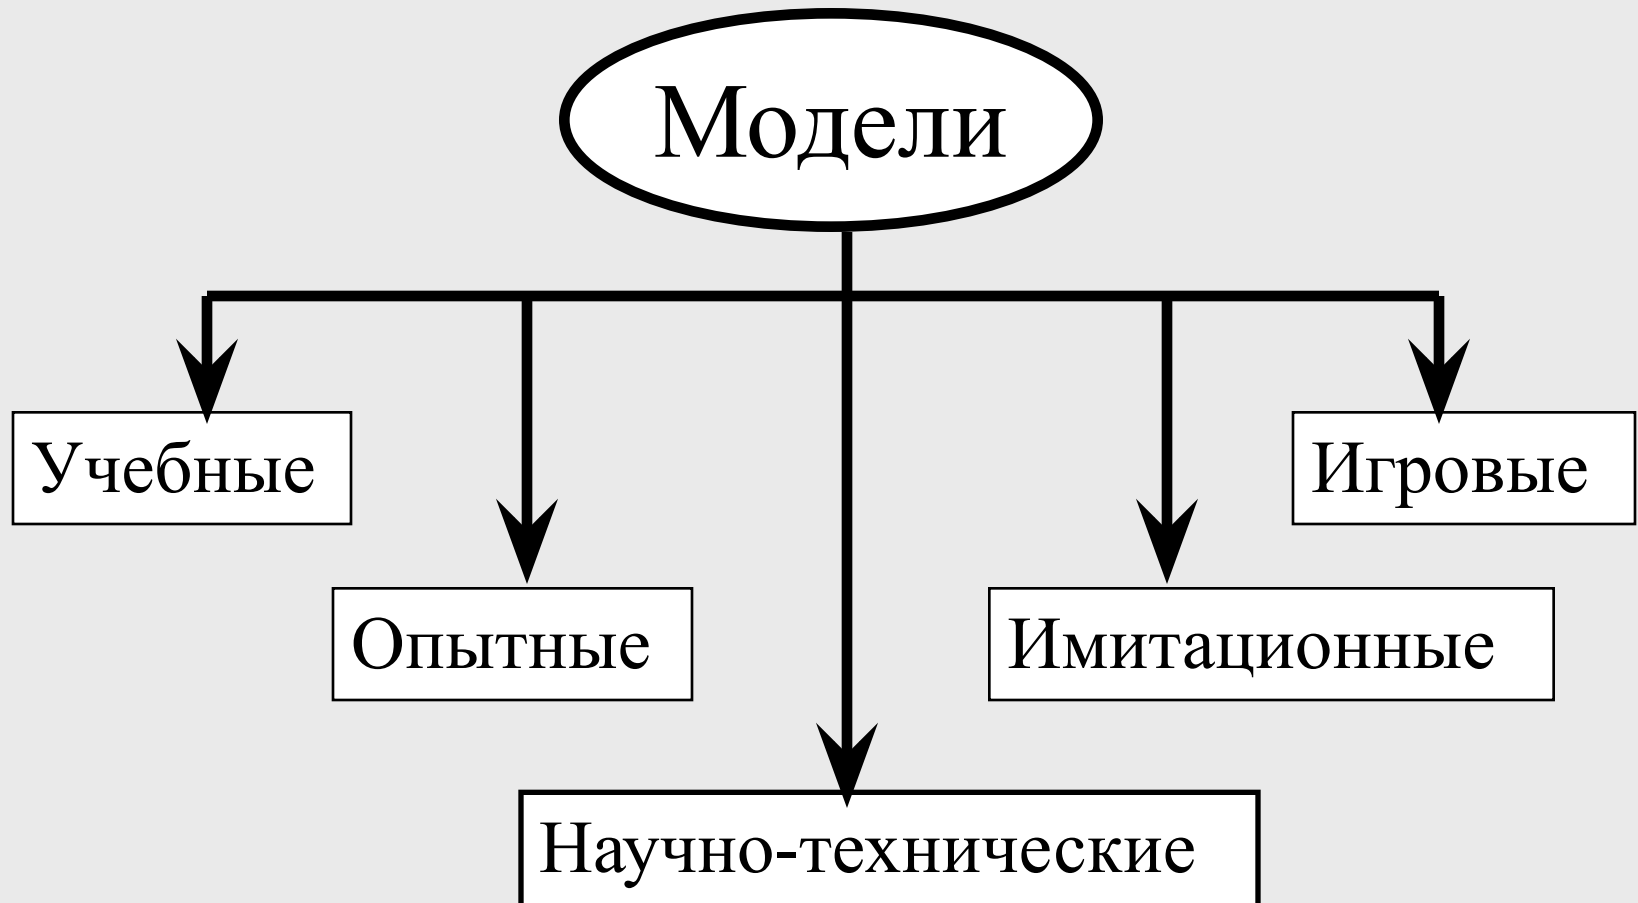 Модели
Учебные
Игровые
Опытные
Имитационные
Научно-технические